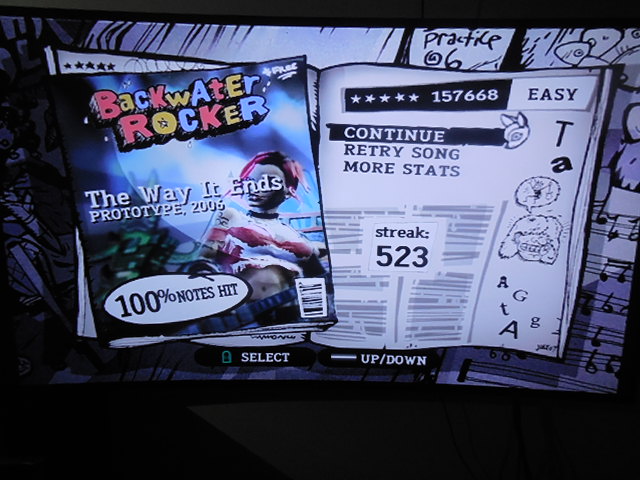 Practice
06
FREE
BACKWATER
ROCKER
The Way It Ends
PROTOTYPE, 2006
100% NOTES HIT
★★★★★ 157668 EASY
CONTINUE
RETRY SONG
MORE STATS
streak:
523
T
a
A
G
t
g
A
SELECT
UP/DOWN